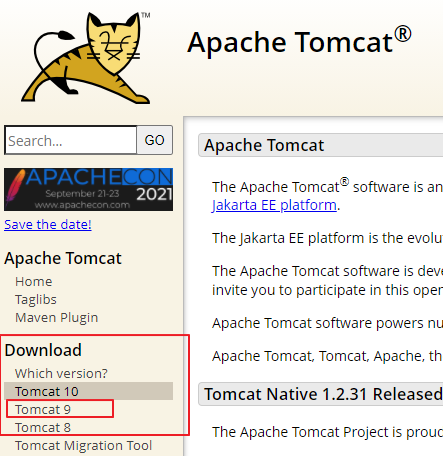 TM
Apache Tomcat®
Search...
GO
APACHECON
September 21-23
2021
www.apachecon.com
Save the date!
Apache Tomcat
Home
Taglibs
Maven Plugin
Download
Which version?
Tomcat 10
Tomcat 9
Tomcat 8
Tomcat Migration Tool
Apache Tomcat
The Apache Tomcat® software is an
Jakarta EE platform.
The Jakarta EE platform is the evolu
The Apache Tomcat software is deve
invite you to participate in this open
Apache Tomcat software powers nu
Apache Tomcat, Tomcat, Apache, th
Tomcat Native 1.2.31 Released
The Apache Tomcat Project is proud